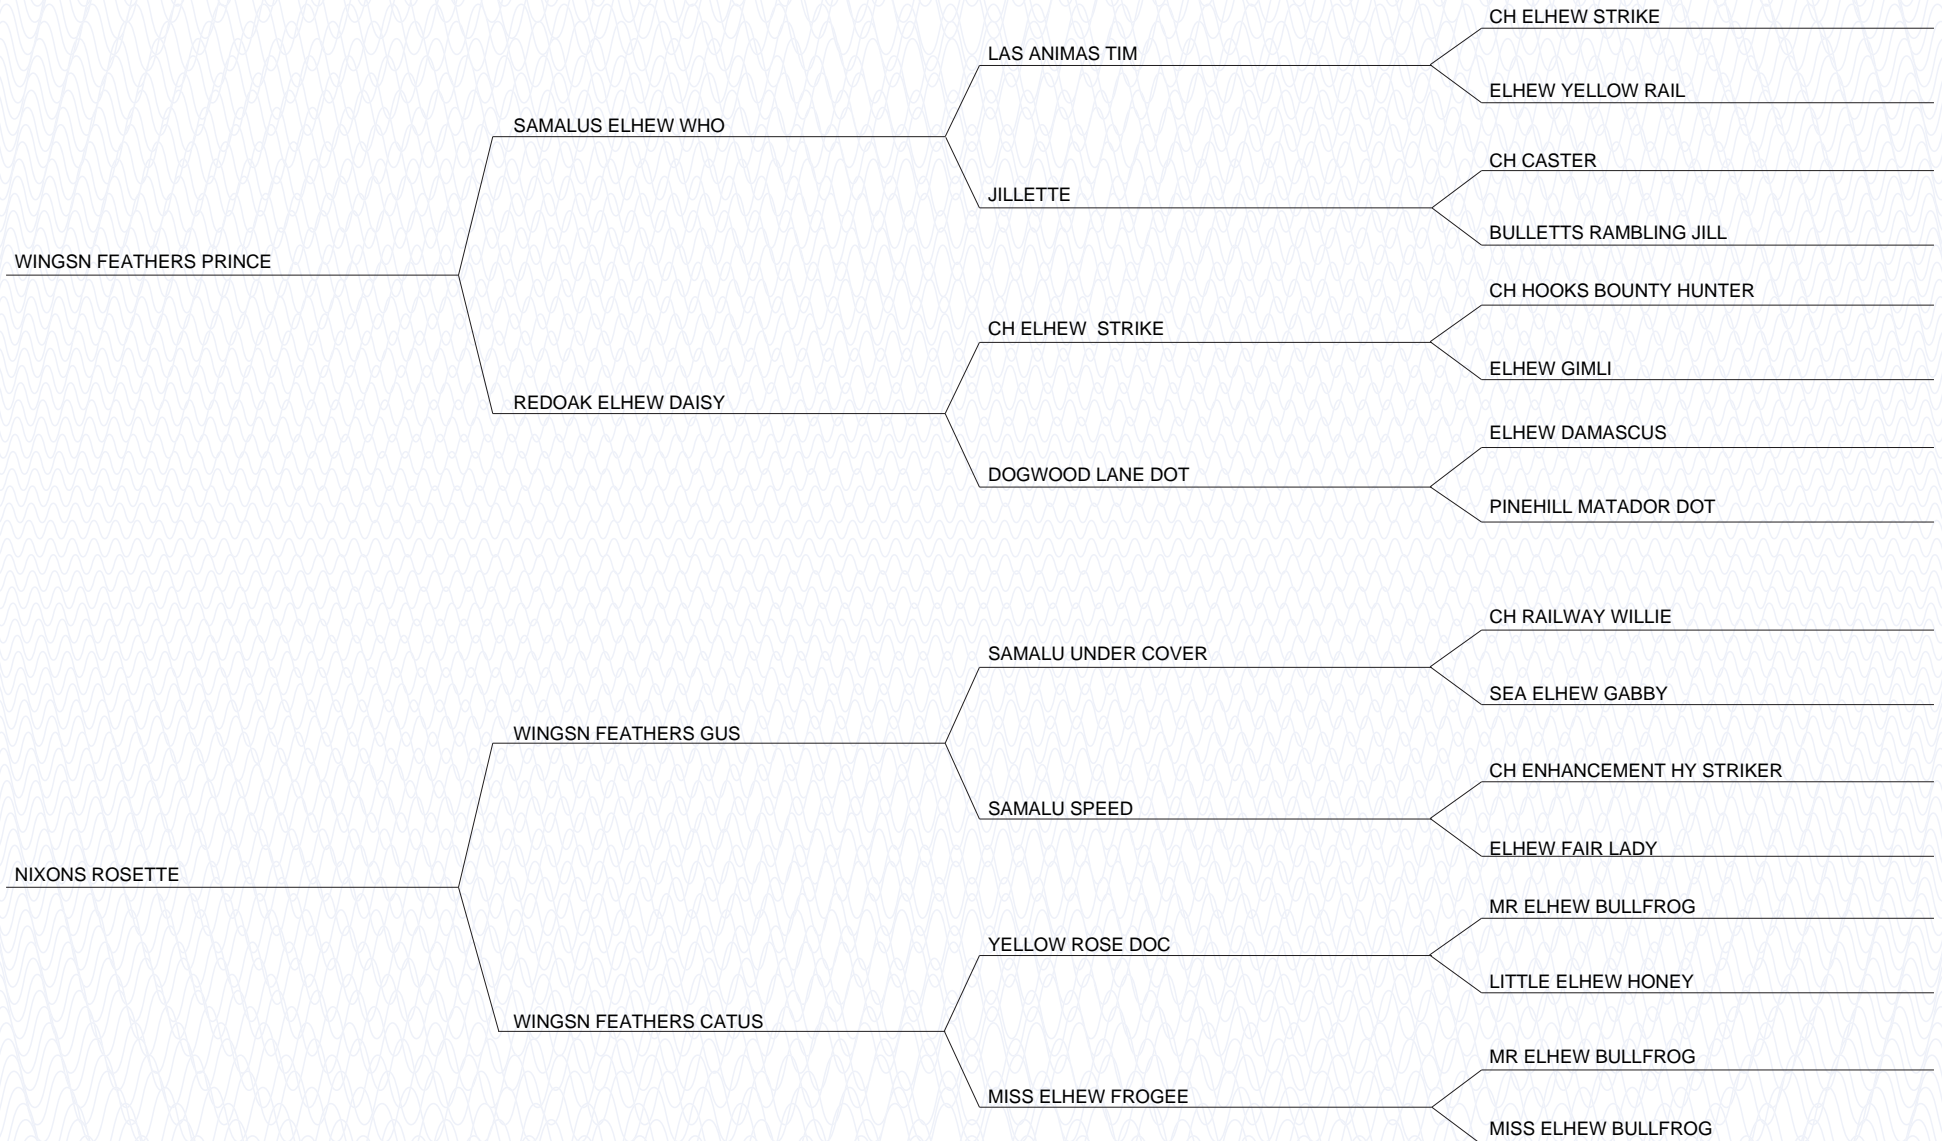 CH ELHEW STRIKE
LAS ANIMAS TIM
ELHEW YELLOW RAIL
SAMALUS ELHEW WHO
CH CASTER
JILLETTE
BULLETTS RAMBLING JILL
WINGSN FEATHERS PRINCE
CH HOOKS BOUNTY HUNTER
CH ELHEW  STRIKE
ELHEW GIMLI
REDOAK ELHEW DAISY
ELHEW DAMASCUS
DOGWOOD LANE DOT
PINEHILL MATADOR DOT
CH RAILWAY WILLIE
SAMALU UNDER COVER
SEA ELHEW GABBY
WINGSN FEATHERS GUS
CH ENHANCEMENT HY STRIKER
SAMALU SPEED
ELHEW FAIR LADY
NIXONS ROSETTE
MR ELHEW BULLFROG
YELLOW ROSE DOC
LITTLE ELHEW HONEY
WINGSN FEATHERS CATUS
MR ELHEW BULLFROG
MISS ELHEW FROGEE
MISS ELHEW BULLFROG